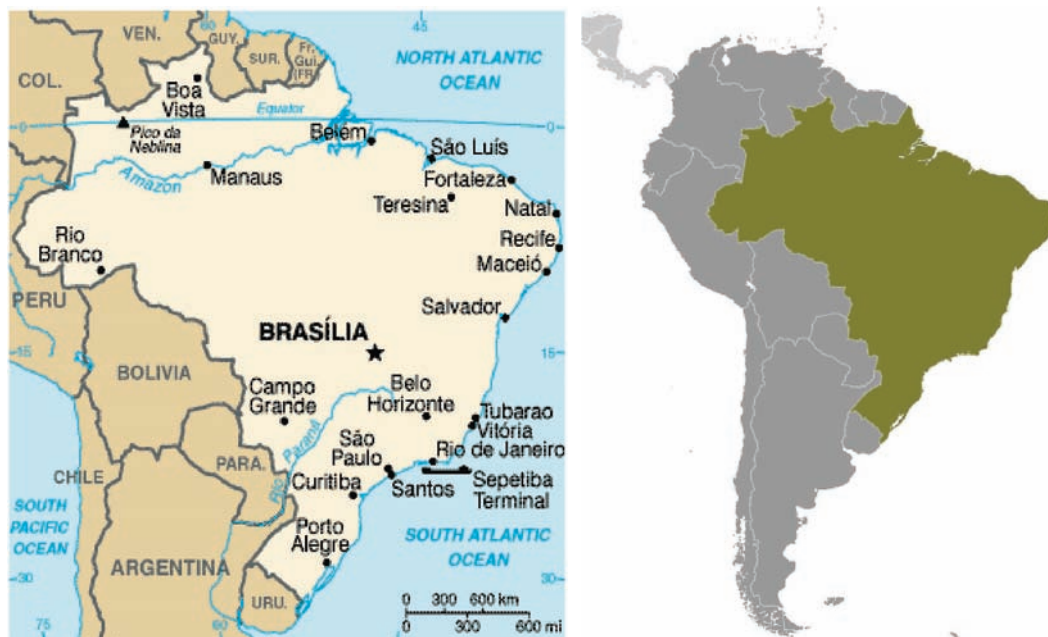 VEN.
GUY.
SUR.
Fr.
Gui.
(FR.)
COL.
NORTH ATLANTIC
OCEAN
60
45
Boa
Vista
Equator
0
0
Pico da
Neblina
Belém
São Luís
Amazon
Manaus
Fortaleza
Teresina
Natal
Rio
Branco
Recife
Maceió
PERU
Salvador
BRASÍLIA
15
BOLIVIA
Campo
Grande
Belo
Horizonte
Tubarao
Vitória
Rio Paraná
São
Paulo
Rio de Janeiro
PARA.
CHILE
Curitiba
Santos
Sepetiba
Terminal
SOUTH
PACIFIC
OCEAN
Porto
Alegre
SOUTH ATLANTIC
OCEAN
ARGENTINA
30
30
URU.
0 300 600 km
0 300 600 mi
75
60